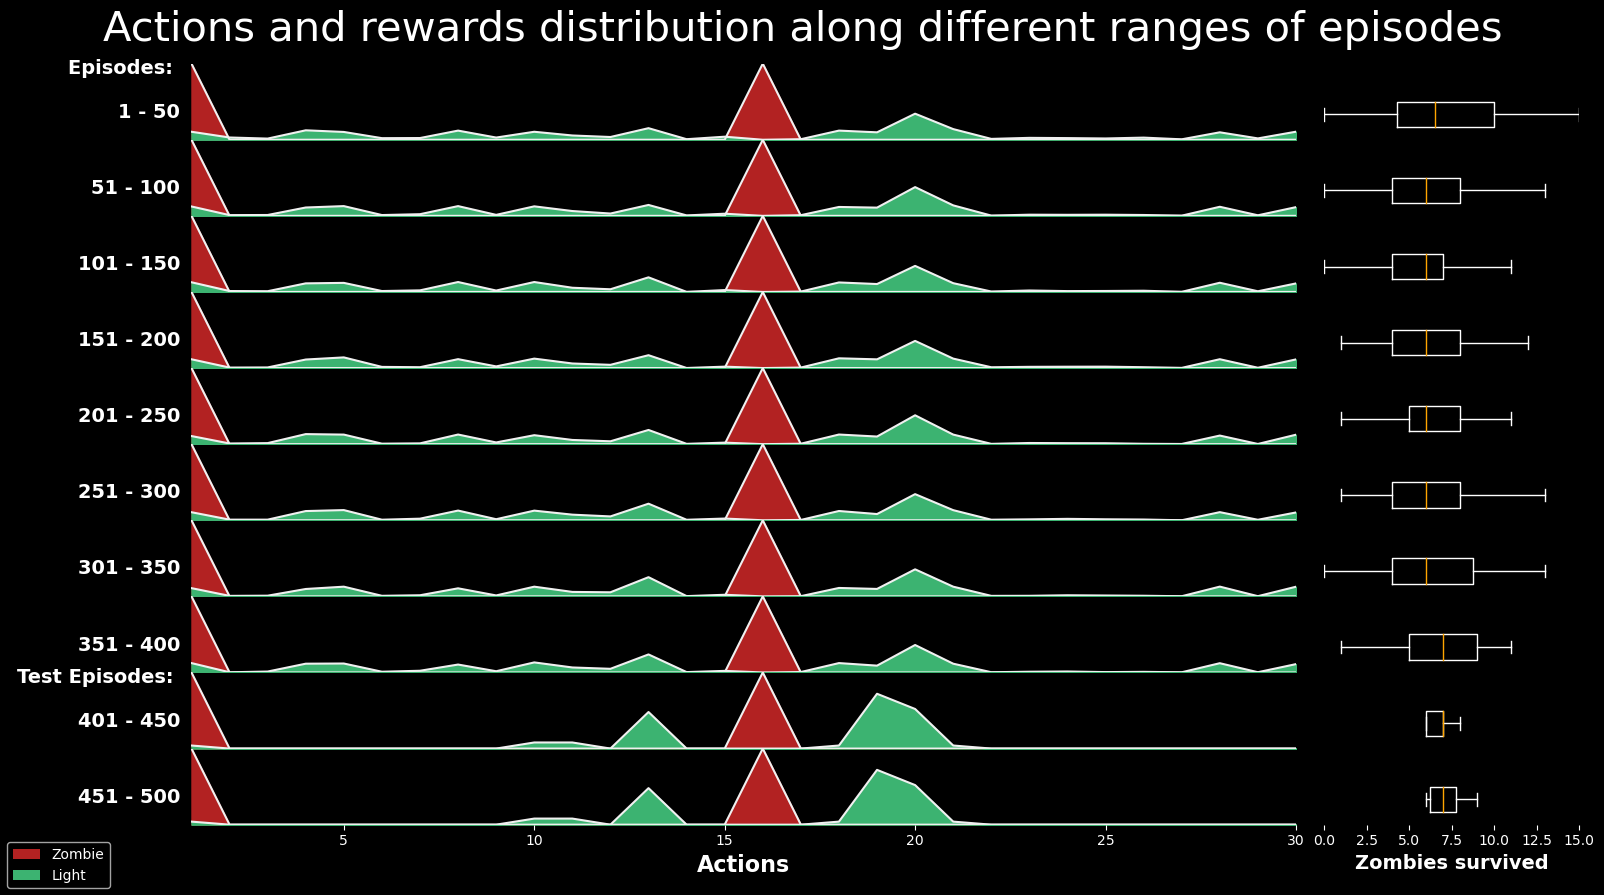 Actions and rewards distribution along different ranges of episodes
Episodes:
1 - 50
51 - 100
101 - 150
151 - 200
201 - 250
251 - 300
301 - 350
351 - 400
Test Episodes:
401 - 450
451 - 500
5 10 15 20 25 30
0.0 2.5 5.0 7.5 10.0 12.5 15.0
Actions
Zombies survived
Zombie
Light